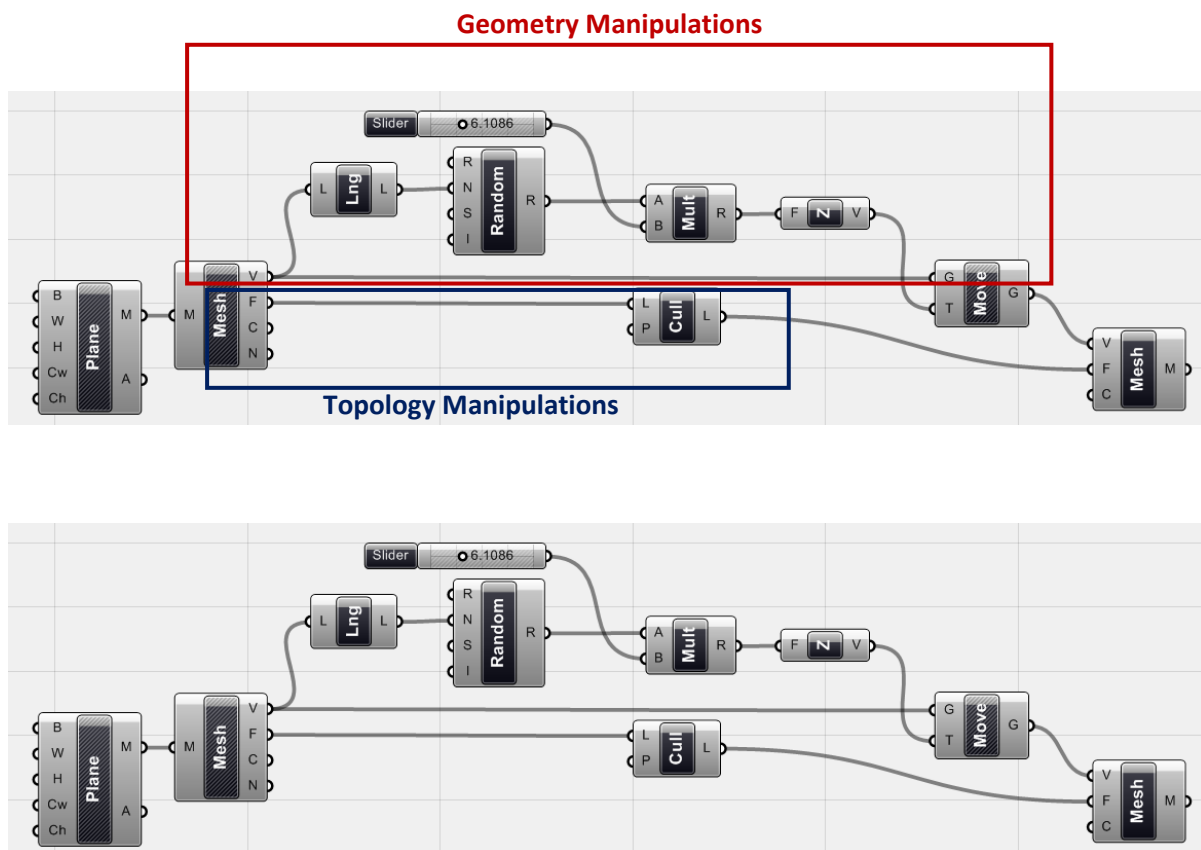 Geometry Manipulations
Slider 6.1086
R
L Lng L N
Random R
S
I
A
Mult R
B
F Z V
V
G
Move G
T
B
W
H
Cw
Ch
Plane
M
A
M
Mesh
F
C
N
L
Cull L
P
V
F
C
Mesh
M
Topology Manipulations
Slider 6.1086
R
L Lng L N
Random R
S
I
A
Mult R
B
F Z V
V
G
Move G
T
B
W
H
Cw
Ch
Plane
M
A
M
Mesh
F
C
N
L
Cull L
P
V
F
C
Mesh
M